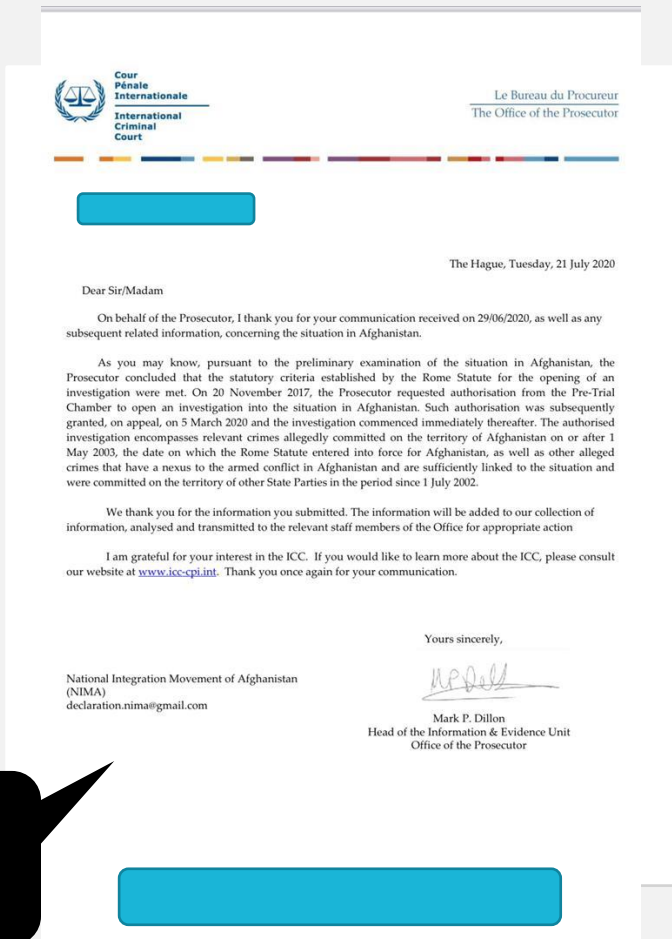 Cour
Pénale
Internationale
International
Criminal
Court
Le Bureau du Procureur
The Office of the Prosecutor
The Hague, Tuesday, 21 July 2020
Dear Sir/Madam
On behalf of the Prosecutor, I thank you for your communication received on 29/06/2020, as well as any
subsequent related information, concerning the situation in Afghanistan.
As you may know, pursuant to the preliminary examination of the situation in Afghanistan, the
Prosecutor concluded that the statutory criteria established by the Rome Statute for the opening of an
investigation were met. On 20 November 2017, the Prosecutor requested authorisation from the Pre-Trial
Chamber to open an investigation into the situation in Afghanistan. Such authorisation was subsequently
granted, on appeal, on 5 March 2020 and the investigation commenced immediately thereafter. The authorised
investigation encompasses relevant crimes allegedly committed on the territory of Afghanistan on or after 1
May 2003, the date on which the Rome Statute entered into force for Afghanistan, as well as other alleged
crimes that have a nexus to the armed conflict in Afghanistan and are sufficiently linked to the situation and
were committed on the territory of other State Parties in the period since 1 July 2002.
We thank you for the information you submitted. The information will be added to our collection of
information, analysed and transmitted to the relevant staff members of the Office for appropriate action
I am grateful for your interest in the ICC. If you would like to learn more about the ICC, please consult
our website at www.icc-cpi.int. Thank you once again for your communication.
Yours sincerely,
National Integration Movement of Afghanistan
(NIMA)
declaration.nima@gmail.com
Mark P. Dillon
Head of the Information & Evidence Unit
Office of the Prosecutor